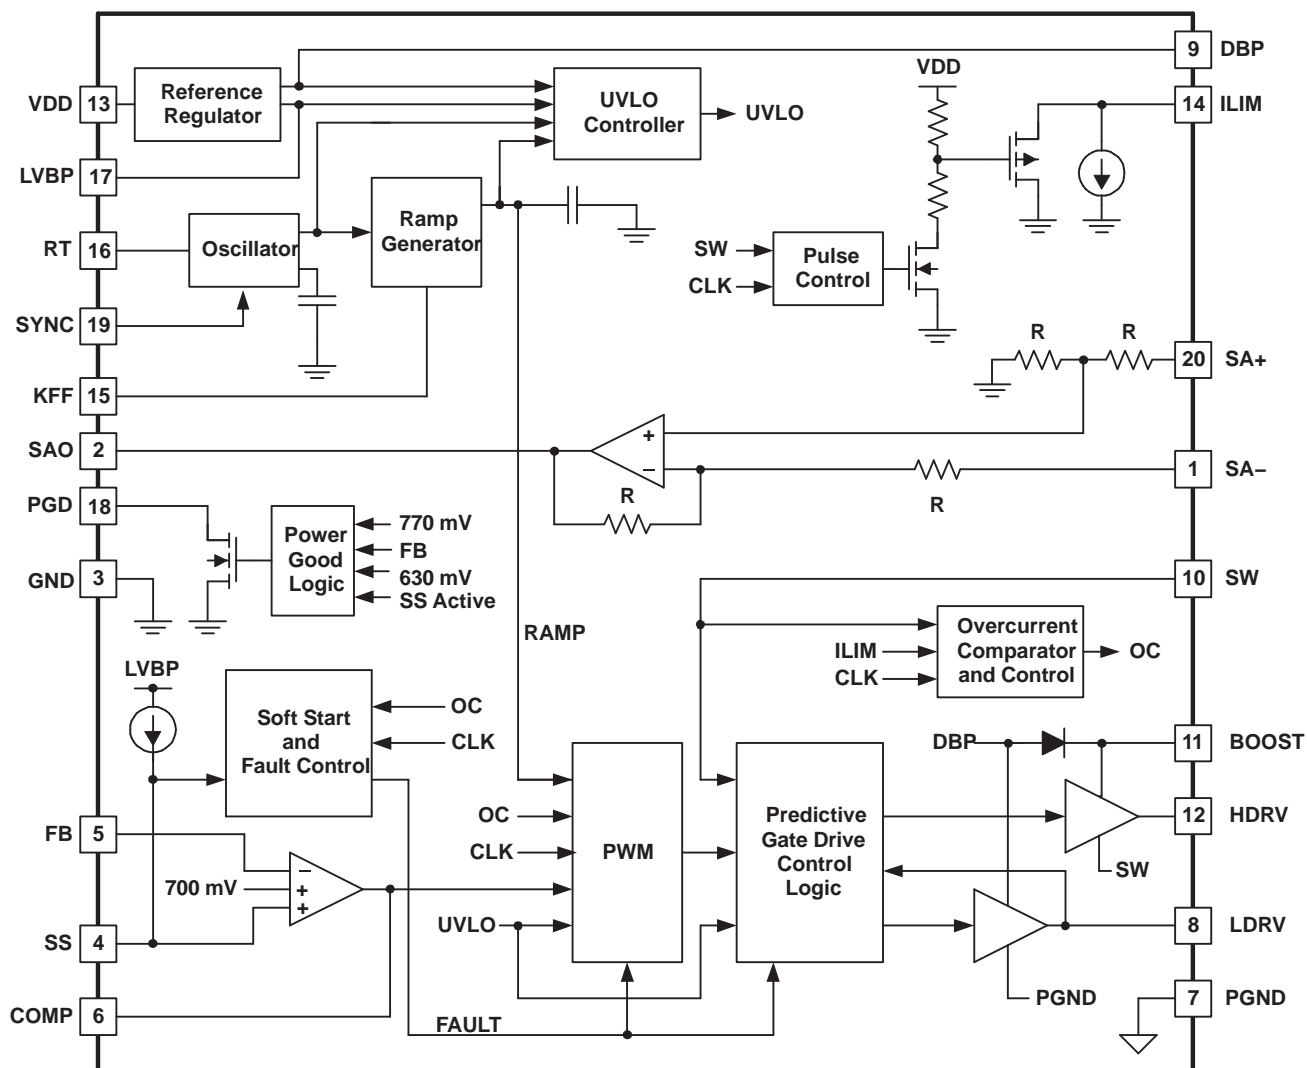 9 DBP
VDD
VDD 13
Reference
Regulator
UVLO
Controller
UVLO
14 ILIM
LVBP 17
Ramp
Generator
RT 16
Oscillator
SW
CLK
Pulse
Control
SYNC 19
R
R
20 SA+
KFF 15
SAO 2
+
−
1 SA−
R
R
PGD 18
Power
Good
Logic
770 mV
FB
630 mV
SS Active
GND 3
10 SW
RAMP
Overcurrent
Comparator
and Control
ILIM
CLK
OC
LVBP
Soft Start
and
Fault Control
OC
CLK
DBP
11 BOOST
FB 5
OC
CLK
PWM
Predictive
Gate Drive
Control
Logic
12 HDRV
SW
700 mV
−
+
+
UVLO
SS 4
8 LDRV
PGND
7 PGND
COMP 6
FAULT